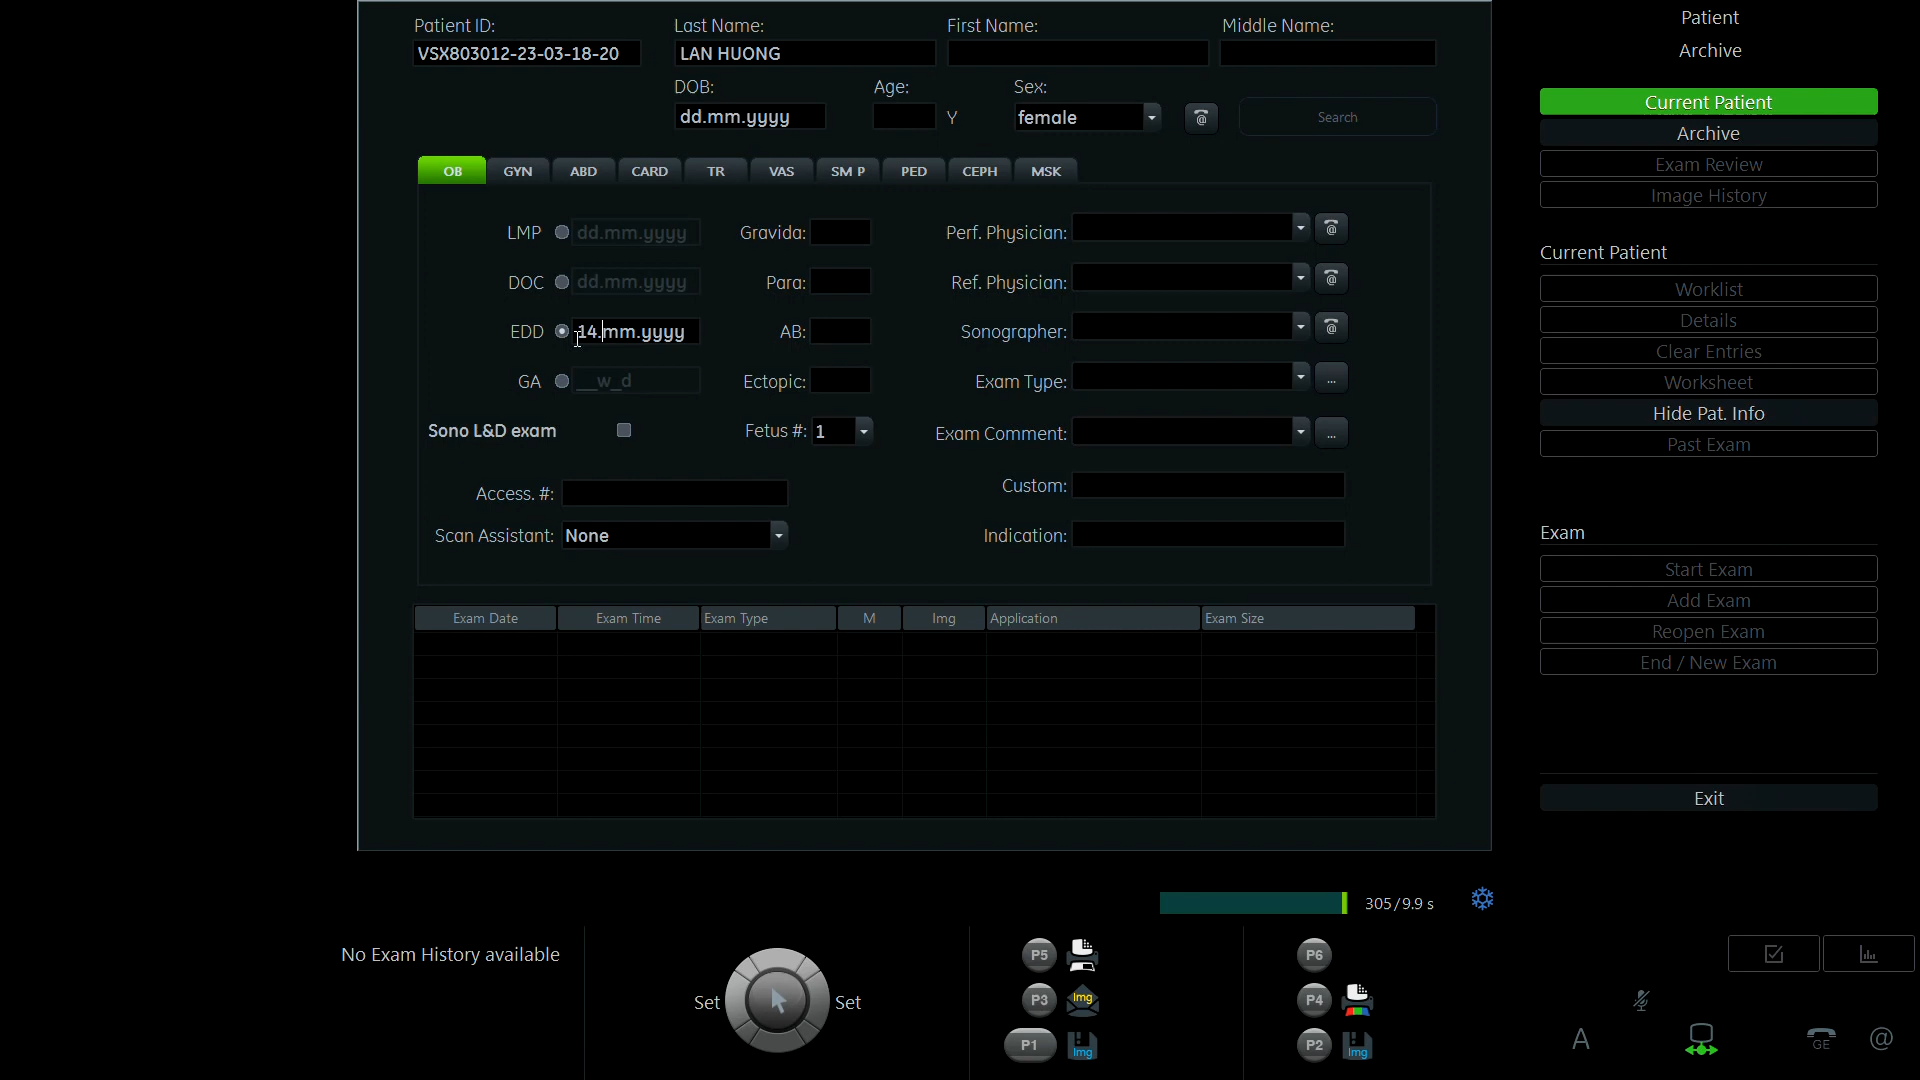 Patient ID: Last Name: First Name: Middle Name:
VSX803012-23-03-18-20 LAN HUONG
DOB: Age: Sex:
dd.mm.yyyy Y female @ Search
OB GYN ABD CARD TR VAS SM P PED CEPH MSK
LMP dd.mm.yyyy Gravida: Perf. Physician: @
DOC dd.mm.yyyy Para: Ref. Physician: @
EDD 14.mm.yyyy AB: Sonographer: @
GA __w_d Ectopic: Exam Type: ...
Sono L&D exam Fetus #: 1 Exam Comment: ...
Access. #: Custom:
Scan Assistant: None Indication:
Exam Date Exam Time Exam Type M Img Application Exam Size
305/9.9 s
No Exam History available
Set Set
P5 P6
P3 Img P4
P1 Img P2 Img
Patient
Archive
Current Patient
Archive
Exam Review
Image History
Current Patient
Worklist
Details
Clear Entries
Worksheet
Hide Pat. Info
Past Exam
Exam
Start Exam
Add Exam
Reopen Exam
End / New Exam
Exit
A GE @